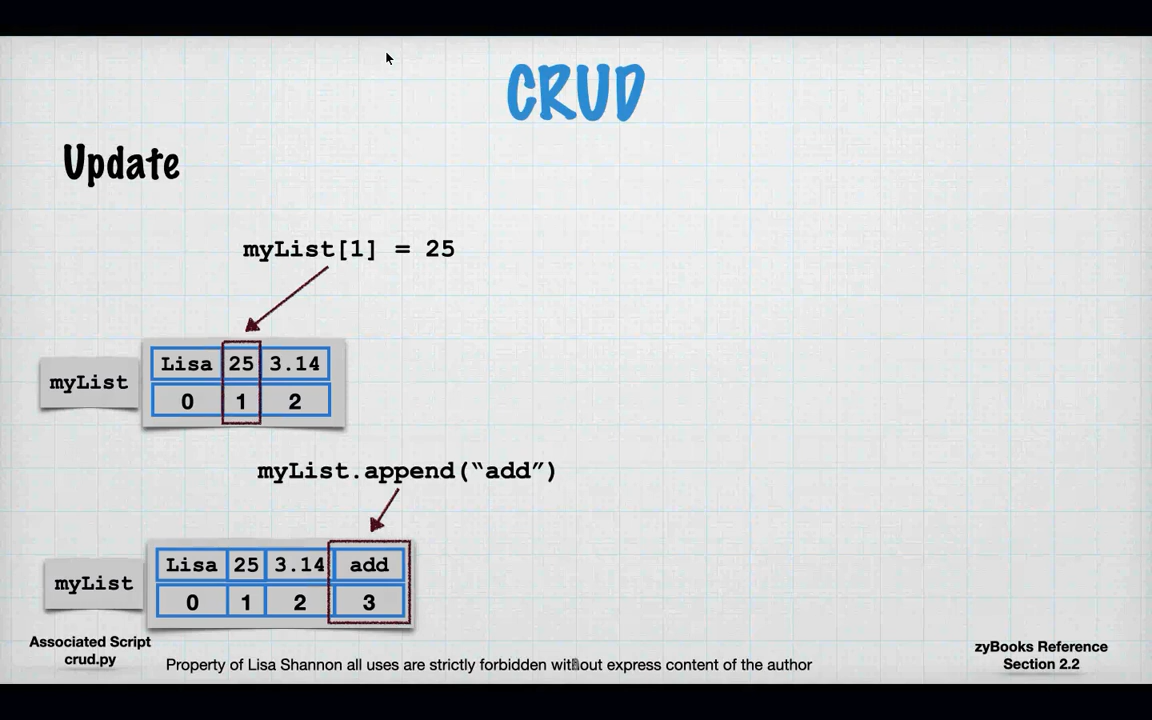 CRUD
Update
myList[1] = 25
Lisa 25 3.14
myList
0 1 2
myList.append(“add”)
Lisa 25 3.14 add
myList
0 1 2 3
Associated Script
crud.py
Property of Lisa Shannon all uses are strictly forbidden without express content of the author
zyBooks Reference
Section 2.2